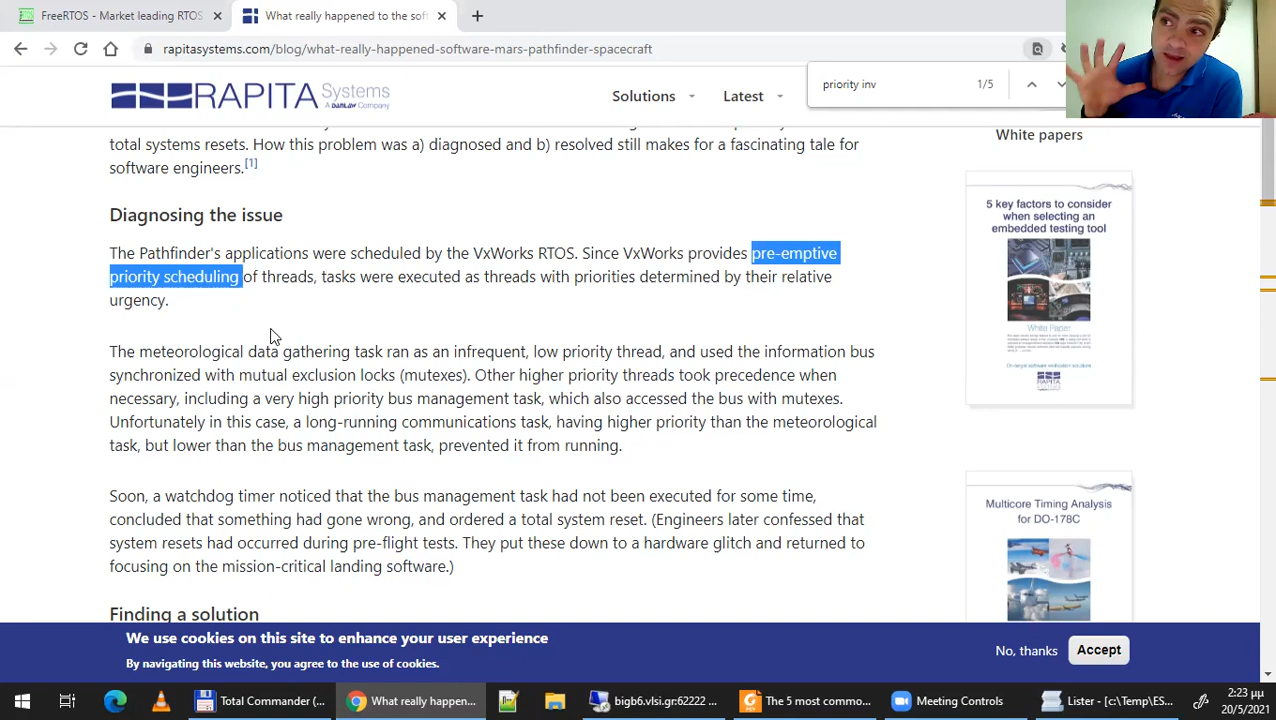 FreeRTOS - Market leading RTOS
What really happened to the soft
rapitasystems.com/blog/what-really-happened-software-mars-pathfinder-spacecraft
priority inv
1/5
RAPITA Systems
A DANLAW Company
Solutions
Latest
White papers
total systems resets. How this problem was a) diagnosed and b) resolved still makes for a fascinating tale for
software engineers.[1]
Diagnosing the issue
The Pathfinder's applications were scheduled by the VxWorks RTOS. Since VxWorks provides pre-emptive
priority scheduling of threads, tasks were executed as threads with priorities determined by their relative
urgency.
The meteorological data gathering task ran as an infrequent, low priority thread, and used the information bus
synchronized with mutual exclusion locks (mutexes). Other higher priority threads took precedence when
necessary, including a very high priority bus management task, which also accessed the bus with mutexes.
Unfortunately in this case, a long-running communications task, having higher priority than the meteorological
task, but lower than the bus management task, prevented it from running.
Soon, a watchdog timer noticed that the bus management task had not been executed for some time,
concluded that something had gone wrong, and ordered a total system reset. (Engineers later confessed that
system resets had occurred during pre-flight tests. They put these down to a hardware glitch and returned to
focusing on the mission-critical landing software.)
Finding a solution
5 key factors to consider
when selecting an
embedded testing tool
White Paper
RAPITA
Multicore Timing Analysis
for DO-178C
We use cookies on this site to enhance your user experience
By navigating this website, you agree to the use of cookies.
No, thanks
Accept
Total Commander (...
What really happen...
bigb6.vlsi.gr:62222 ...
The 5 most commo...
Meeting Controls
Lister - [c:\Temp\ES...
2:23 μμ
20/5/2021